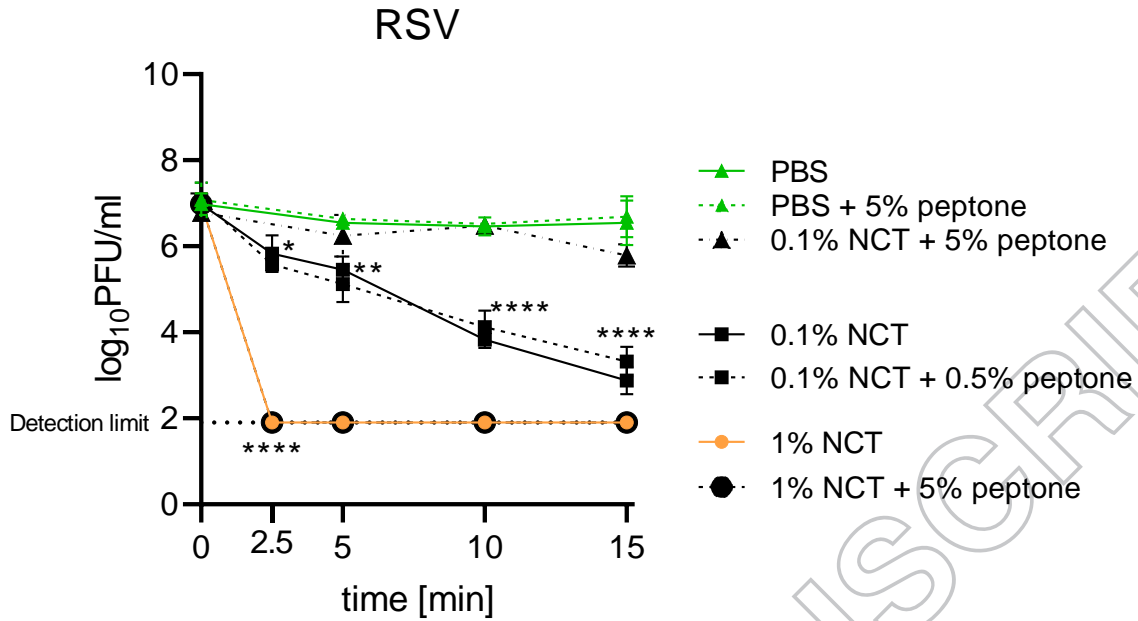 RSV
10
8
6
4
2
0
log10PFU/ml
Detection limit
*
**
****
****
****
0
2.5
5
10
15
time [min]
PBS
PBS + 5% peptone
0.1% NCT + 5% peptone
0.1% NCT
0.1% NCT + 0.5% peptone
1% NCT
1% NCT + 5% peptone